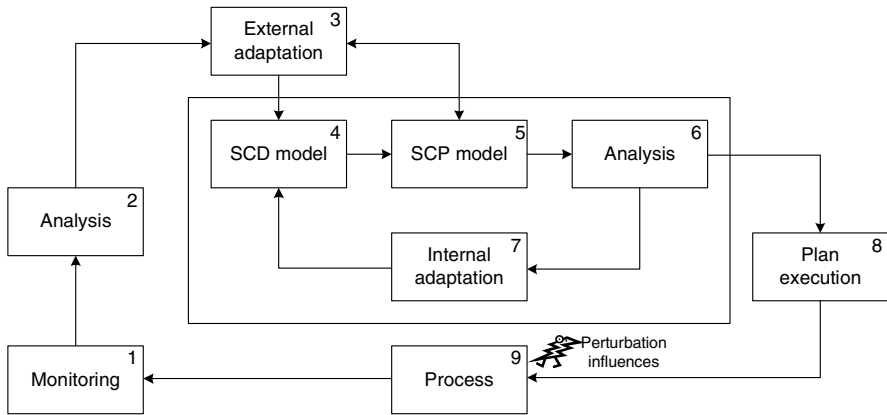 3
External
adaptation
4
SCD model
5
SCP model
6
Analysis
2
Analysis
7
Internal
adaptation
8
Plan
execution
1
Monitoring
9
Process
Perturbation
influences